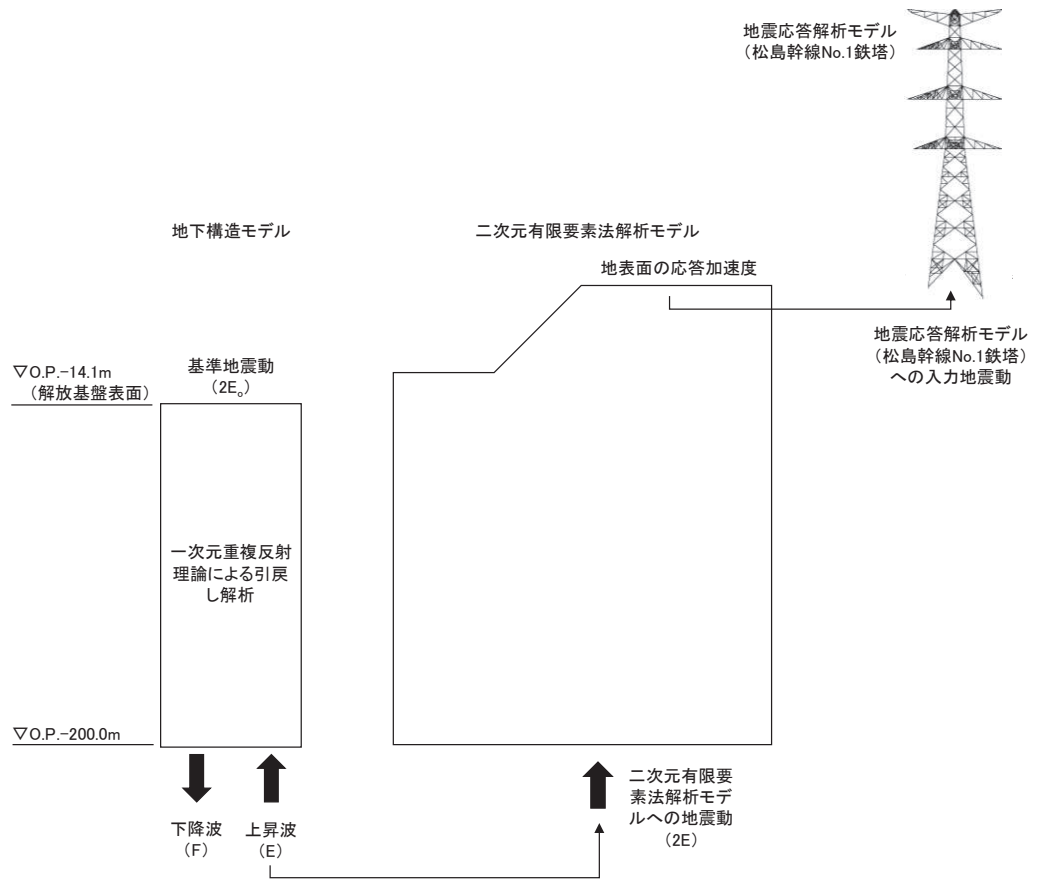 地震応答解析モデル
（松島幹線No.1鉄塔）
地下構造モデル
二次元有限要素法解析モデル
地表面の応答加速度
地震応答解析モデル
（松島幹線No.1鉄塔）
への入力地震動
▽O.P.-14.1m
（解放基盤表面）
基準地震動
（2E₀）
一次元重複反射
理論による引戻
し解析
▽O.P.-200.0m
下降波
（F）
上昇波
（E）
二次元有限要
素法解析モデ
ルへの地震動
（2E）